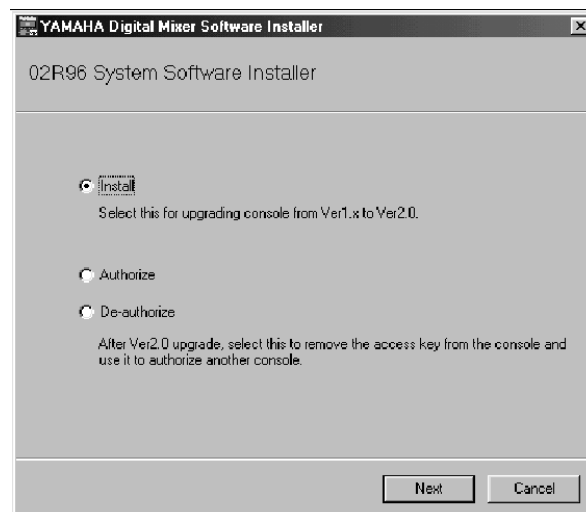 YAMAHA Digital Mixer Software Installer
02R96 System Software Installer
Install
Select this for upgrading console from Ver1.x to Ver2.0.
Authorize
De-authorize
After Ver2.0 upgrade, select this to remove the access key from the console and
use it to authorize another console.
Next
Cancel